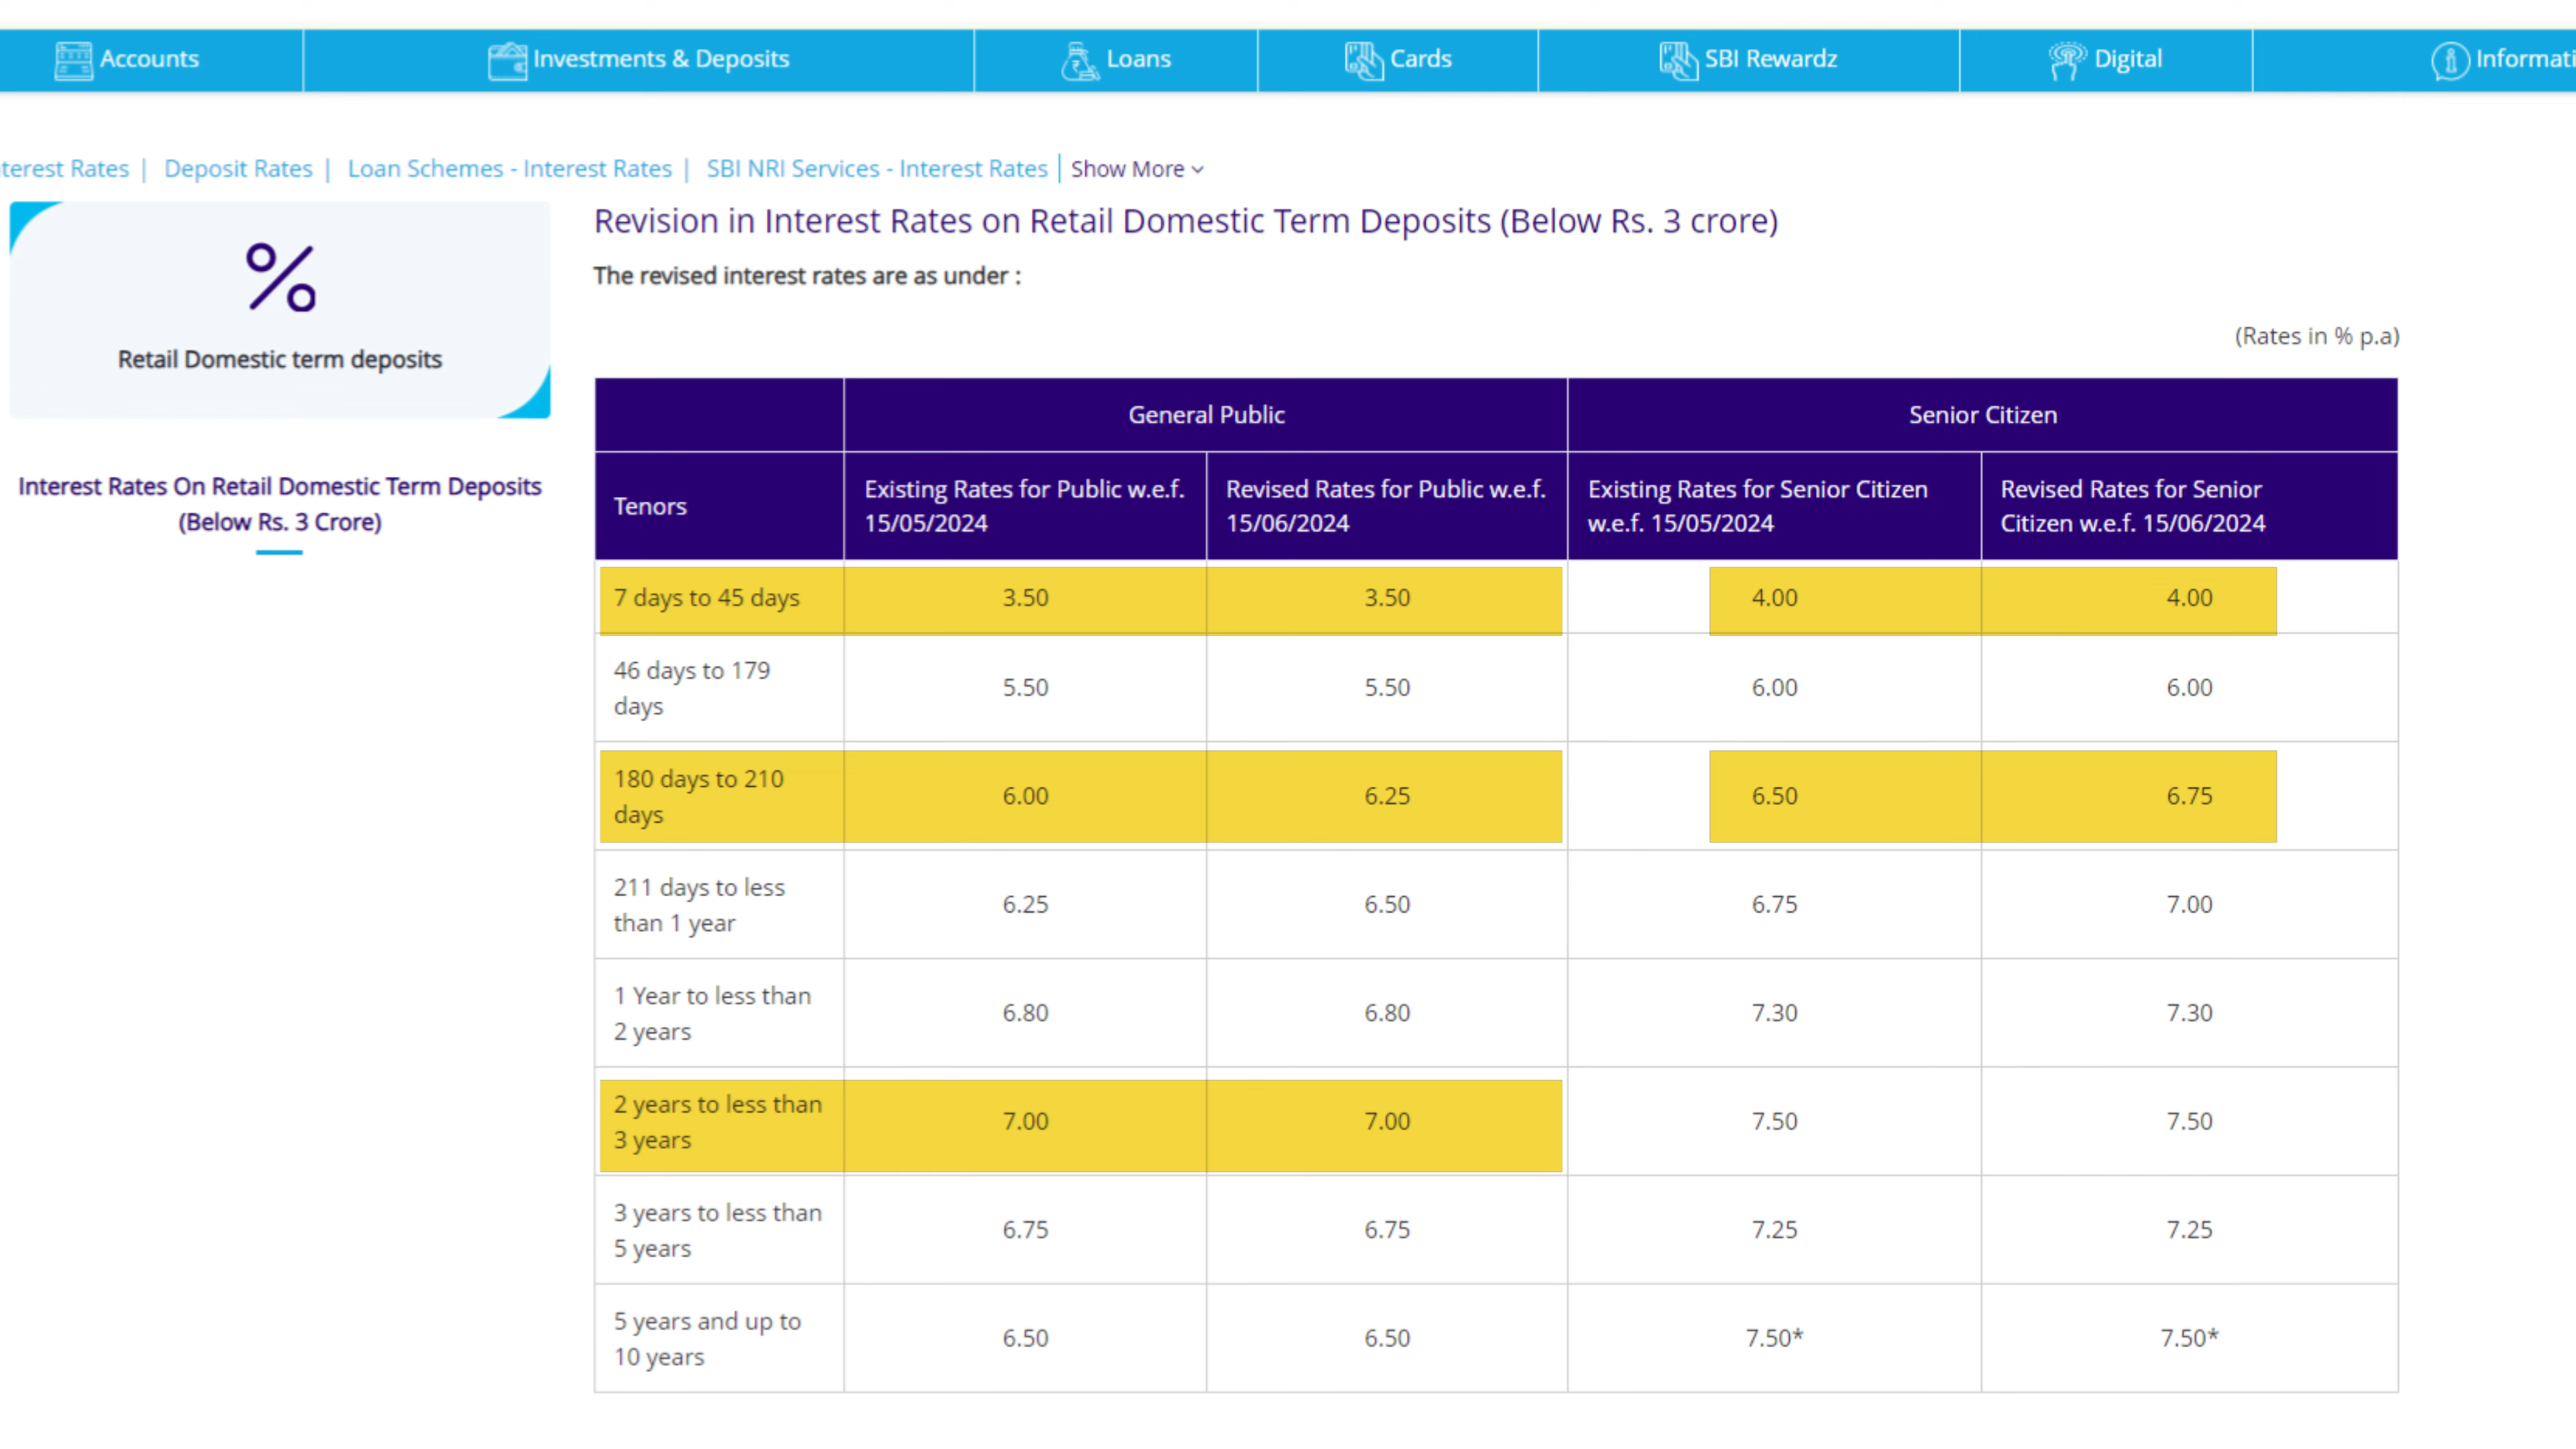 Accounts
Investments & Deposits
Loans
Cards
SBI Rewardz
Digital
Informati
terest Rates | Deposit Rates | Loan Schemes - Interest Rates | SBI NRI Services - Interest Rates | Show More
%
Retail Domestic term deposits
Interest Rates On Retail Domestic Term Deposits
(Below Rs. 3 Crore)
Revision in Interest Rates on Retail Domestic Term Deposits (Below Rs. 3 crore)
The revised interest rates are as under :
(Rates in % p.a)
General Public
Senior Citizen
Tenors
Existing Rates for Public w.e.f.
15/05/2024
Revised Rates for Public w.e.f.
15/06/2024
Existing Rates for Senior Citizen
w.e.f. 15/05/2024
Revised Rates for Senior
Citizen w.e.f. 15/06/2024
7 days to 45 days
3.50
3.50
4.00
4.00
46 days to 179
days
5.50
5.50
6.00
6.00
180 days to 210
days
6.00
6.25
6.50
6.75
211 days to less
than 1 year
6.25
6.50
6.75
7.00
1 Year to less than
2 years
6.80
6.80
7.30
7.30
2 years to less than
3 years
7.00
7.00
7.50
7.50
3 years to less than
5 years
6.75
6.75
7.25
7.25
5 years and up to
10 years
6.50
6.50
7.50*
7.50*